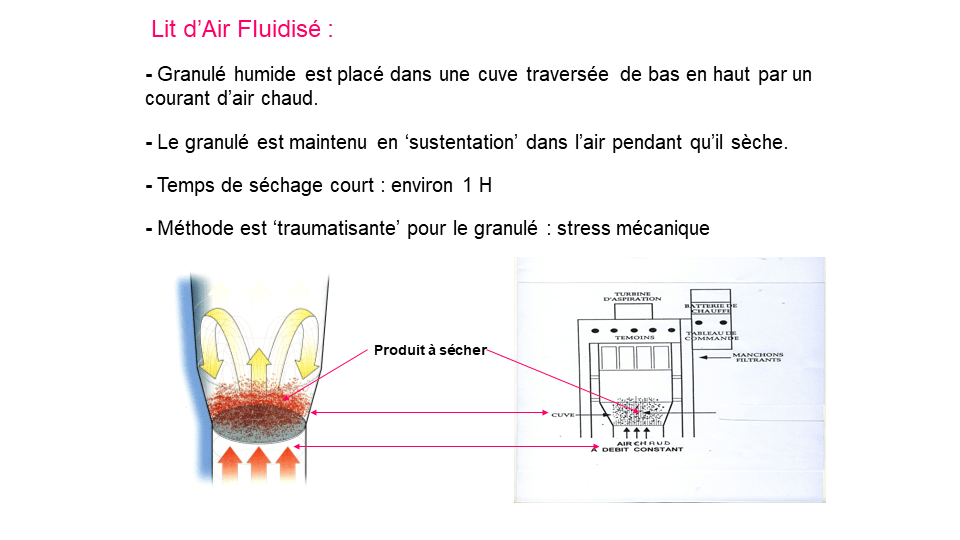 Lit d’Air Fluidisé :
- Granulé humide est placé dans une cuve traversée de bas en haut par un
courant d’air chaud.
- Le granulé est maintenu en ‘sustentation’ dans l’air pendant qu’il sèche.
- Temps de séchage court : environ 1 H
- Méthode est ‘traumatisante’ pour le granulé : stress mécanique
TURBINE
D'ASPIRATION
BATTERIE DE
CHAUFFE
TEMOINS
TABLEAU DE
COMMANDE
Produit à sécher
MANCHONS
FILTRANTS
CUVE
AIR CHAUD
A DEBIT CONSTANT